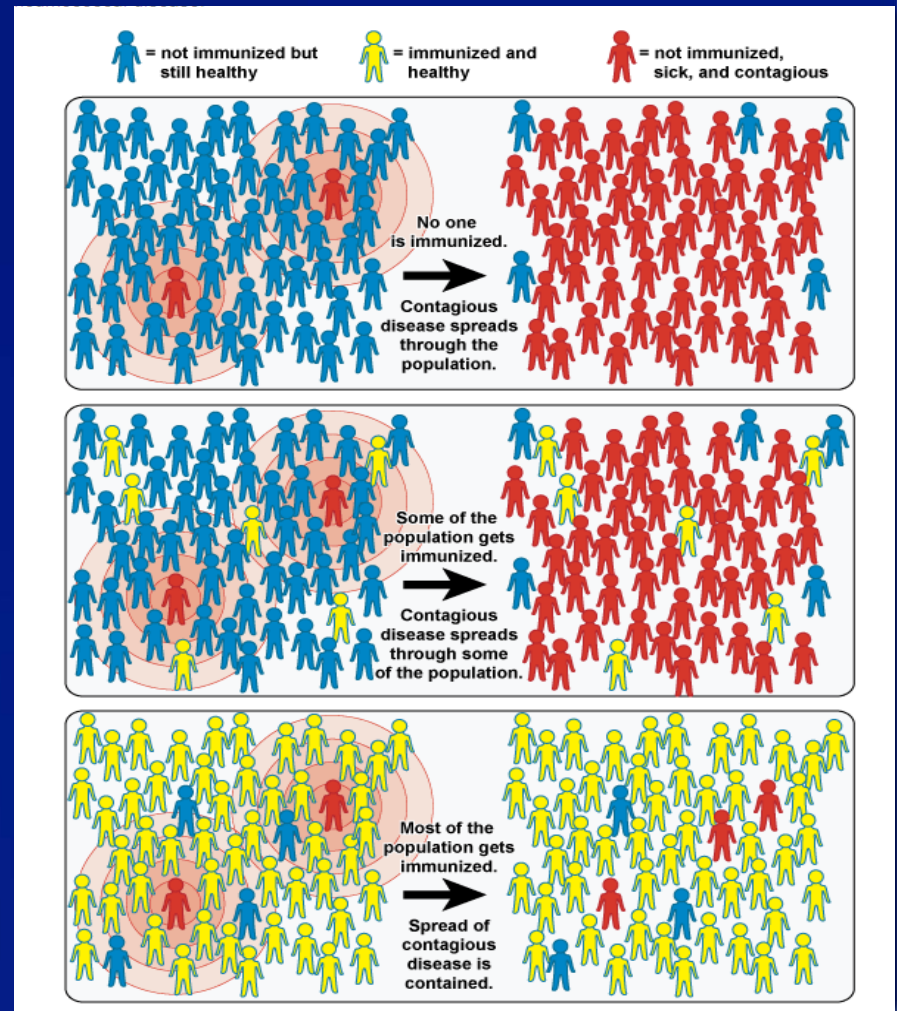 = not immunized but
still healthy
= immunized and
healthy
= not immunized,
sick, and contagious
No one
is immunized.
Contagious
disease spreads
through the
population.
Some of the
population gets
immunized.
Contagious
disease spreads
through some
of the population.
Most of the
population gets
immunized.
Spread of
contagious
disease is
contained.